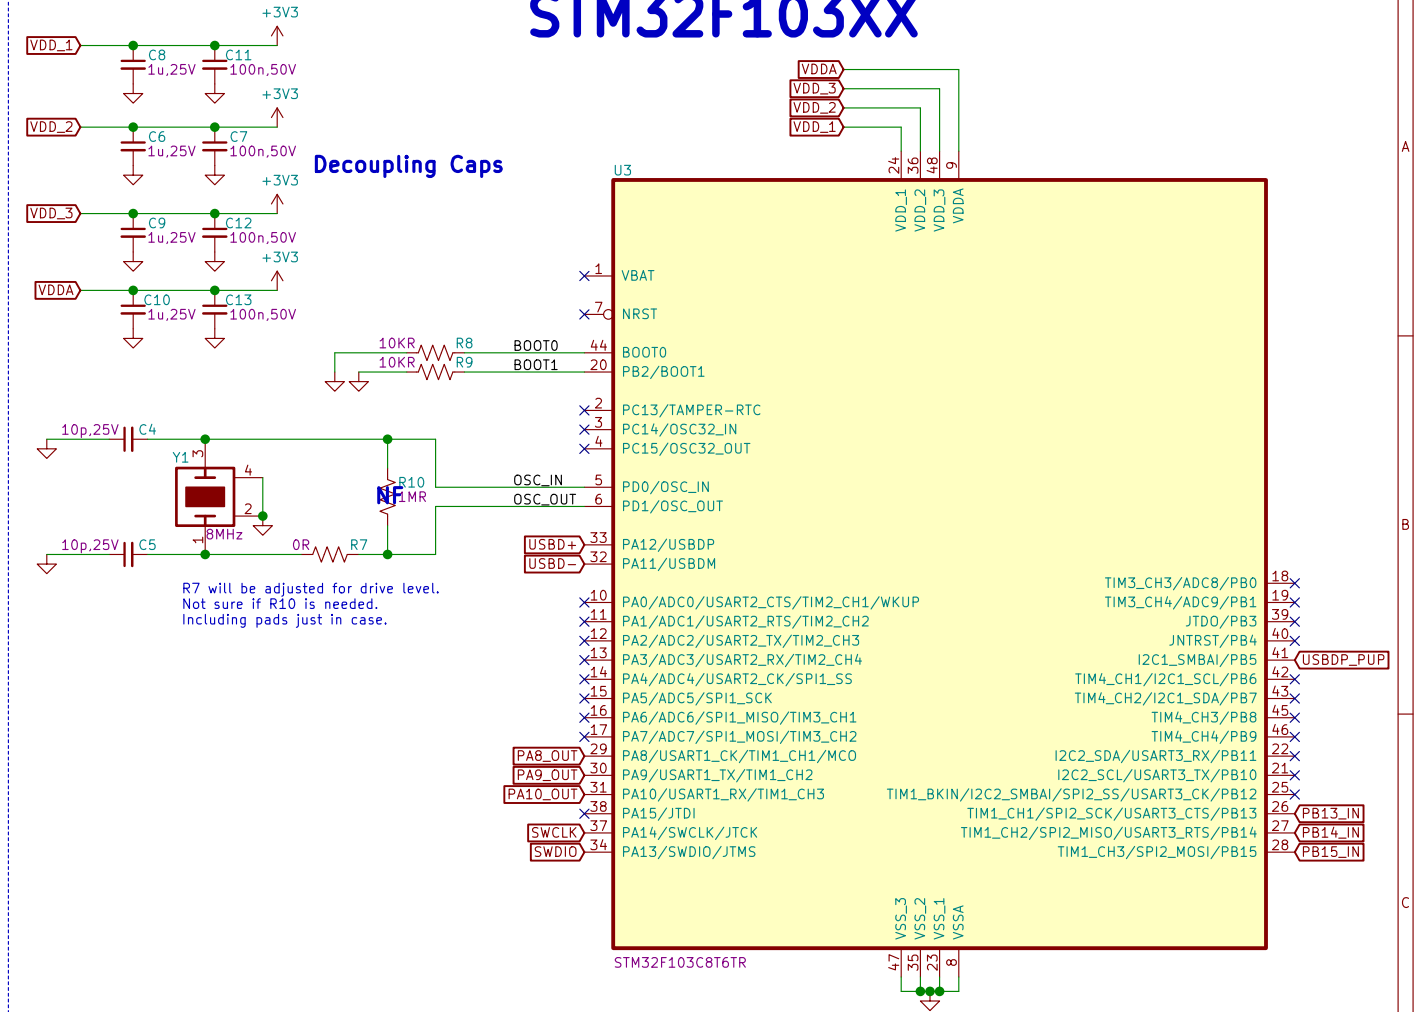 STM32F103XX
+3V3
VDD_1
C8
1u,25V
C11
100n,50V
+3V3
VDD_2
C6
1u,25V
C7
100n,50V
Decoupling Caps
+3V3
VDD_3
C9
1u,25V
C12
100n,50V
+3V3
VDDA
C10
1u,25V
C13
100n,50V
VDDA
VDD_3
VDD_2
VDD_1
U3
24
36
48
9
VDD_1
VDD_2
VDD_3
VDDA
1 VBAT
7 NRST
10KR R8 BOOT0 44 BOOT0
10KR R9 BOOT1 20 PB2/BOOT1
2 PC13/TAMPER-RTC
3 PC14/OSC32_IN
4 PC15/OSC32_OUT
10p,25V C4
Y1
3
4
2
1
8MHz
R10
1MR
NF
OSC_IN 5 PD0/OSC_IN
OSC_OUT 6 PD1/OSC_OUT
10p,25V C5
0R R7
R7 will be adjusted for drive level.
Not sure if R10 is needed.
Including pads just in case.
USBD+ 33 PA12/USBDP
USBD- 32 PA11/USBDM
10 PA0/ADC0/USART2_CTS/TIM2_CH1/WKUP
11 PA1/ADC1/USART2_RTS/TIM2_CH2
12 PA2/ADC2/USART2_TX/TIM2_CH3
13 PA3/ADC3/USART2_RX/TIM2_CH4
14 PA4/ADC4/USART2_CK/SPI1_SS
15 PA5/ADC5/SPI1_SCK
16 PA6/ADC6/SPI1_MISO/TIM3_CH1
17 PA7/ADC7/SPI1_MOSI/TIM3_CH2
PA8_OUT 29 PA8/USART1_CK/TIM1_CH1/MCO
PA9_OUT 30 PA9/USART1_TX/TIM1_CH2
PA10_OUT 31 PA10/USART1_RX/TIM1_CH3
38 PA15/JTDI
SWCLK 37 PA14/SWCLK/JTCK
SWDIO 34 PA13/SWDIO/JTMS
TIM3_CH3/ADC8/PB0 18
TIM3_CH4/ADC9/PB1 19
JTDO/PB3 39
JNTRST/PB4 40
I2C1_SMBAI/PB5 41 USBDP_PUP
TIM4_CH1/I2C1_SCL/PB6 42
TIM4_CH2/I2C1_SDA/PB7 43
TIM4_CH3/PB8 45
TIM4_CH4/PB9 46
I2C2_SDA/USART3_RX/PB11 22
I2C2_SCL/USART3_TX/PB10 21
TIM1_BKIN/I2C2_SMBAI/SPI2_SS/USART3_CK/PB12 25
TIM1_CH1/SPI2_SCK/USART3_CTS/PB13 26 PB13_IN
TIM1_CH2/SPI2_MISO/USART3_RTS/PB14 27 PB14_IN
TIM1_CH3/SPI2_MOSI/PB15 28 PB15_IN
VSS_3
VSS_2
VSS_1
VSSA
47
35
23
8
STM32F103C8T6TR
A
B
C